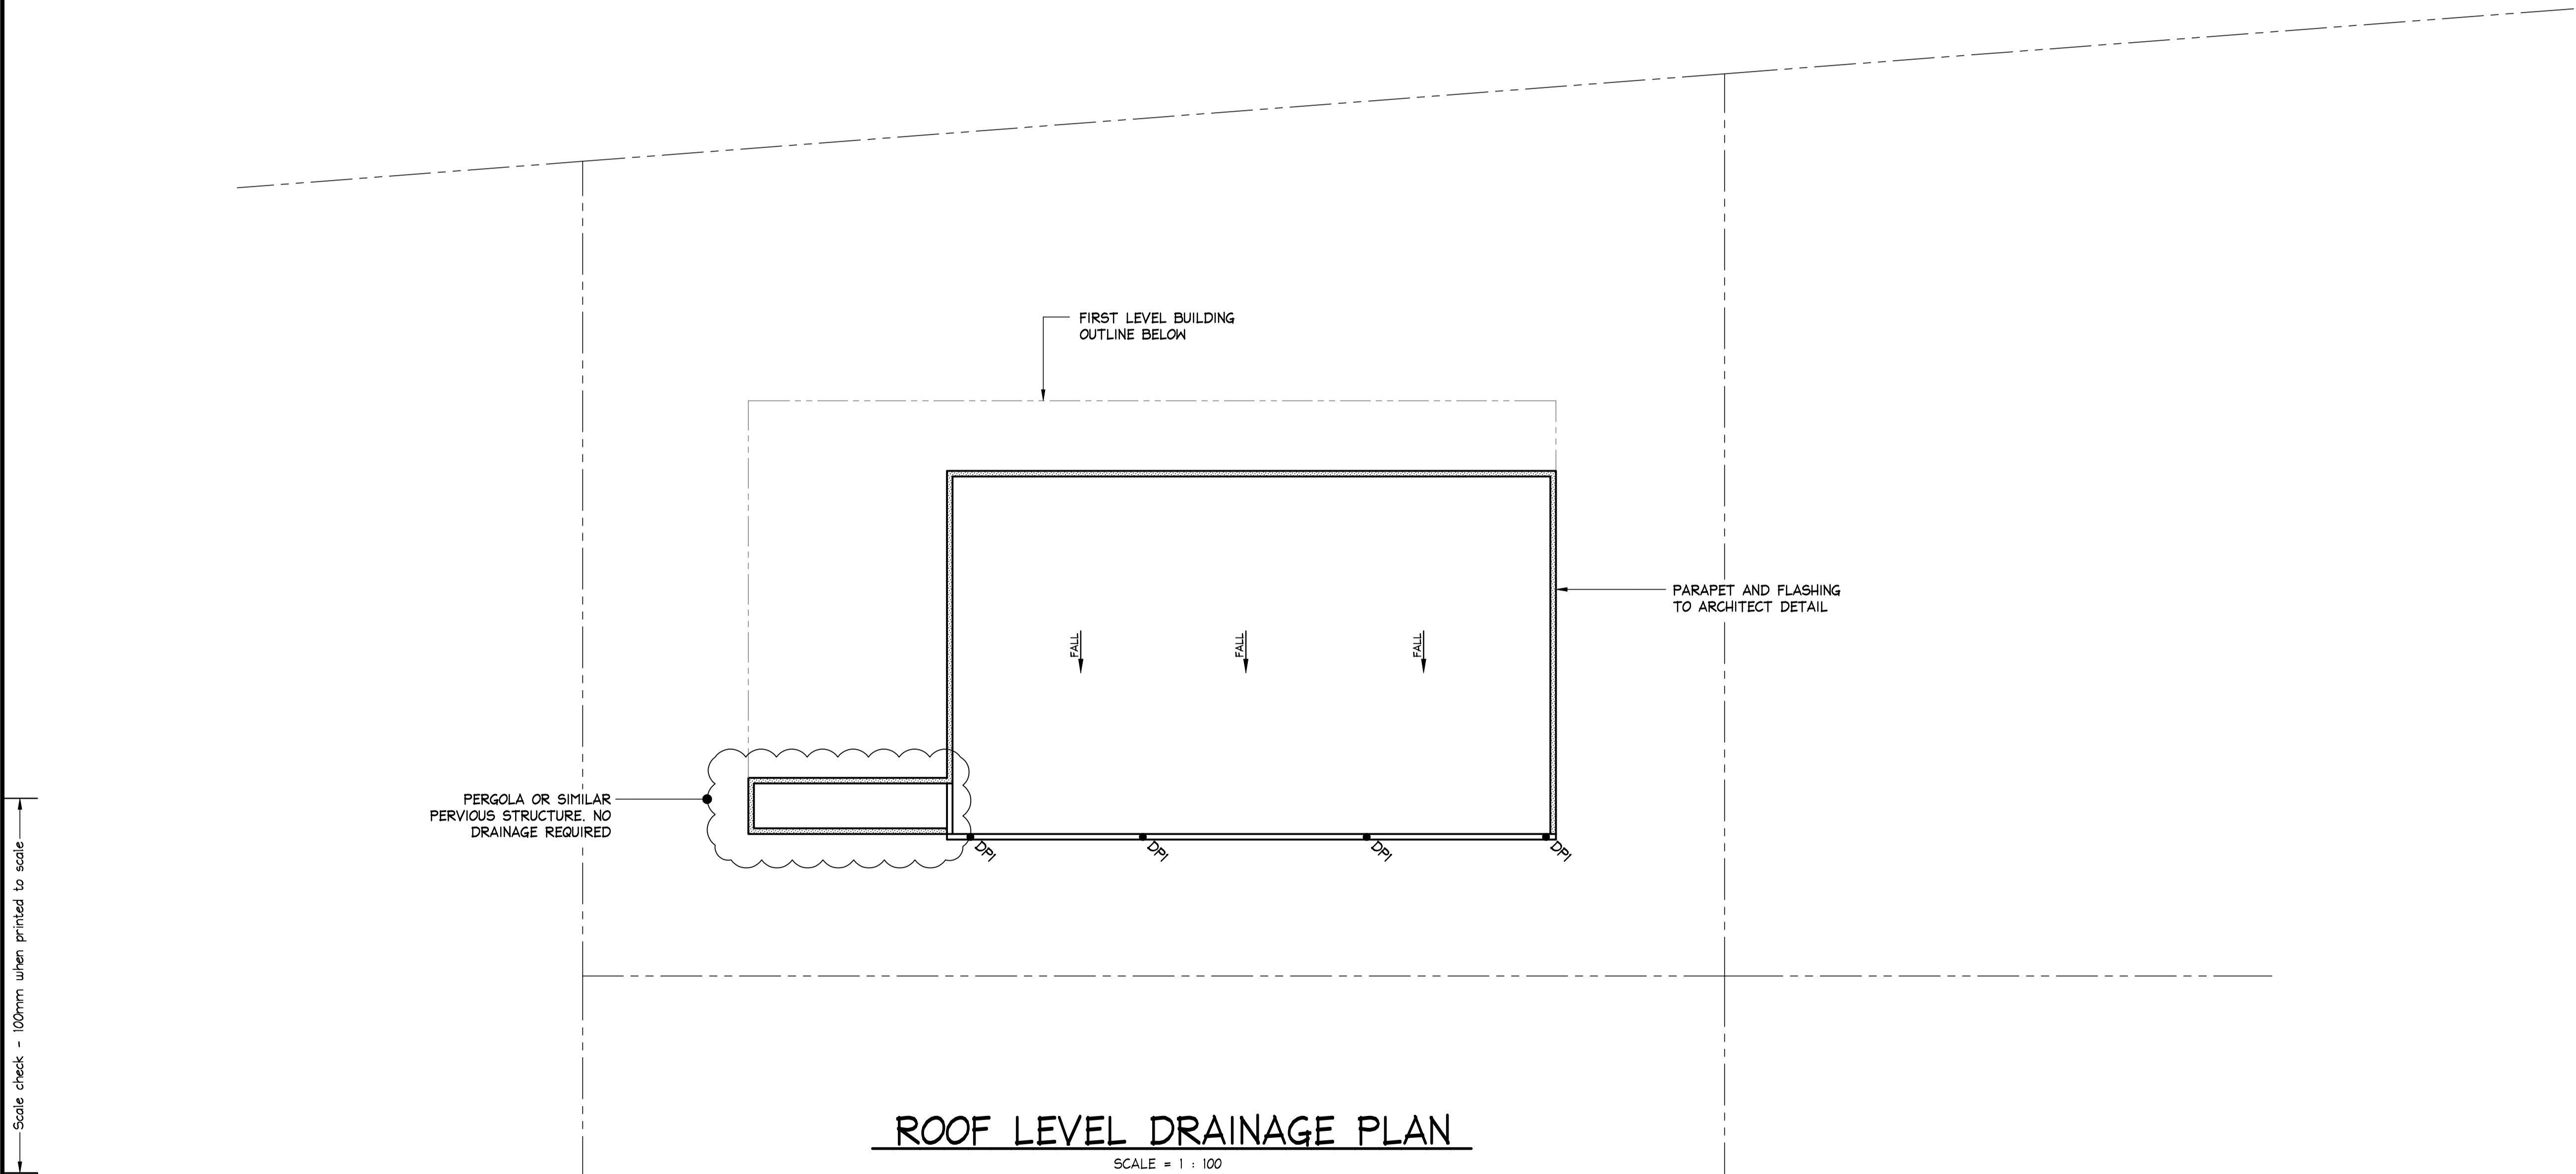 FIRST LEVEL BUILDING
OUTLINE BELOW
PARAPET AND FLASHING
TO ARCHITECT DETAIL
FALL
FALL
FALL
PERGOLA OR SIMILAR
PERVIOUS STRUCTURE. NO
DRAINAGE REQUIRED
DP1
DP1
DP1
DP1
Scale check - 100mm when printed to scale
ROOF LEVEL DRAINAGE PLAN
SCALE = 1 : 100